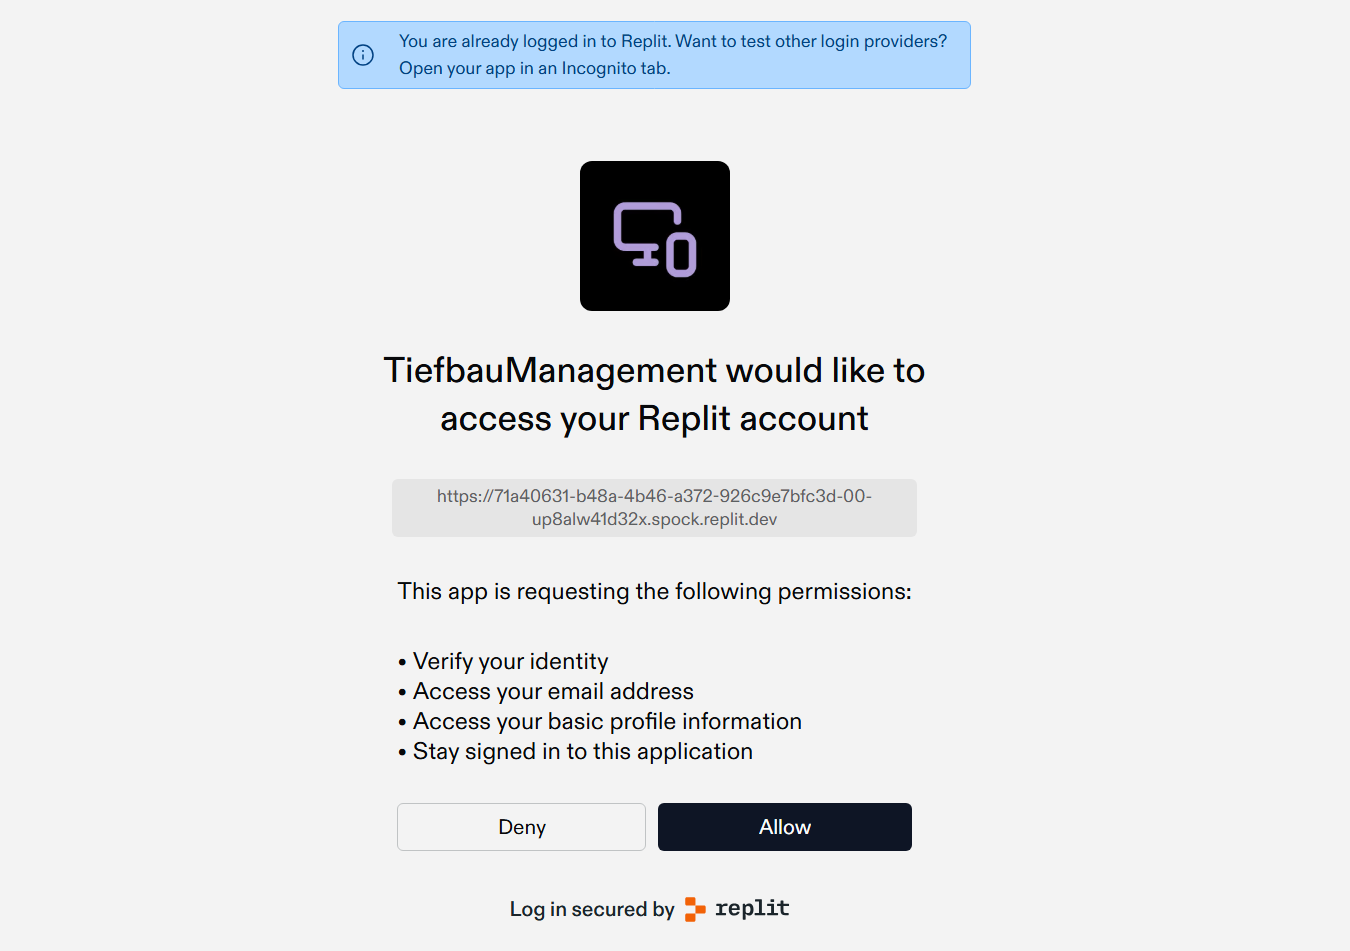 You are already logged in to Replit. Want to test other login providers?
Open your app in an Incognito tab.
TiefbauManagement would like to
access your Replit account
https://71a40631-b48a-4b46-a372-926c9e7bfc3d-00-
up8alw41d32x.spock.replit.dev
This app is requesting the following permissions:
• Verify your identity
• Access your email address
• Access your basic profile information
• Stay signed in to this application
Deny
Allow
Log in secured by replit